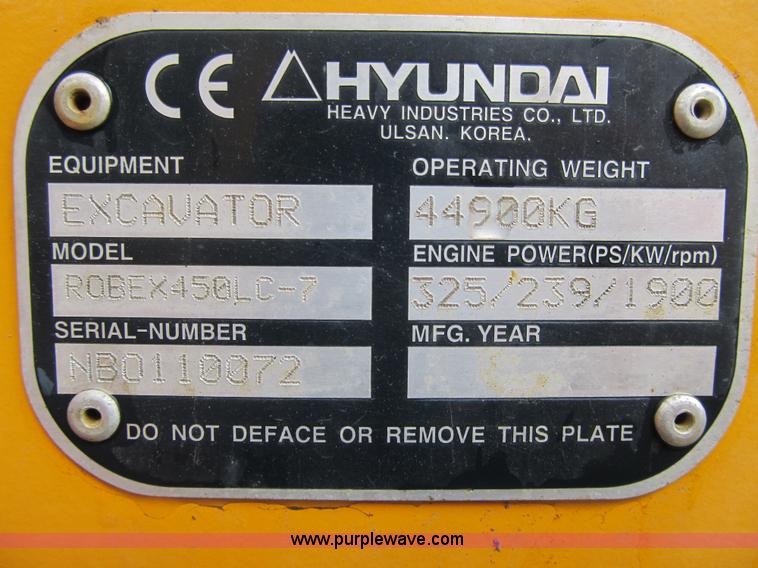 CE HYUNDAI
HEAVY INDUSTRIES CO., LTD.
ULSAN. KOREA.
EQUIPMENT
EXCAVATOR
OPERATING WEIGHT
44900KG
MODEL
ROBEX450LC-7
ENGINE POWER(PS/KW/rpm)
325/239/1900
SERIAL-NUMBER
NB0110072
MFG. YEAR
DO NOT DEFACE OR REMOVE THIS PLATE
www.purplewave.com